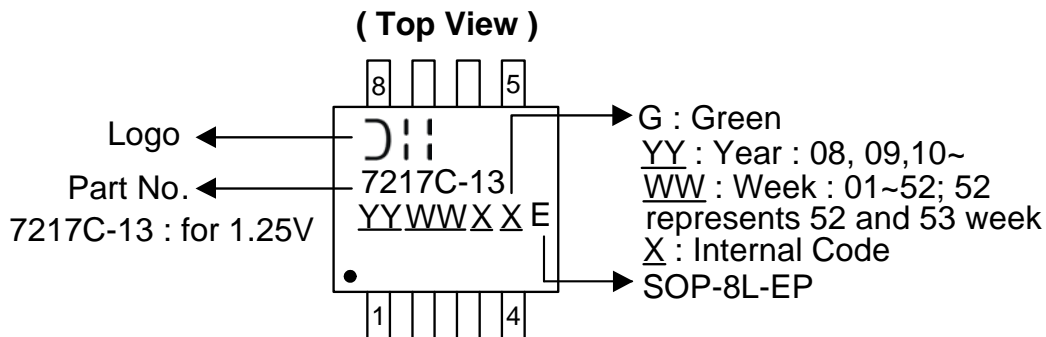 ( Top View )
8 5
Logo
7217C-13
YYWWX X E
Part No.
7217C-13 : for 1.25V
G : Green
YY : Year : 08, 09,10~
WW : Week : 01~52; 52
represents 52 and 53 week
X : Internal Code
SOP-8L-EP
1 4